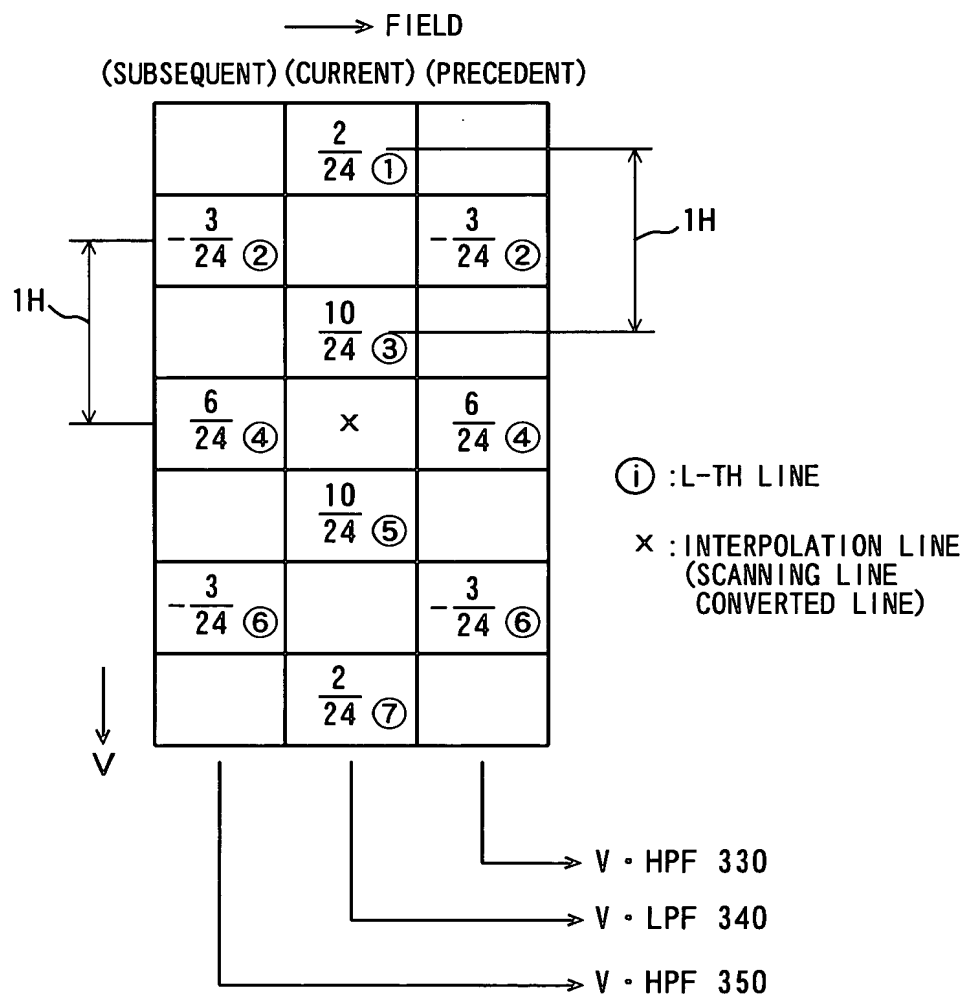 → FIELD
(SUBSEQUENT) (CURRENT) (PRECEDENT)
2/24 ①
1H
-3/24 ② -3/24 ②
1H
10/24 ③
6/24 ④ × 6/24 ④
10/24 ⑤
ⓘ :L-TH LINE
× :INTERPOLATION LINE
(SCANNING LINE
CONVERTED LINE)
-3/24 ⑥ -3/24 ⑥
2/24 ⑦
V
V・HPF 330
V・LPF 340
V・HPF 350